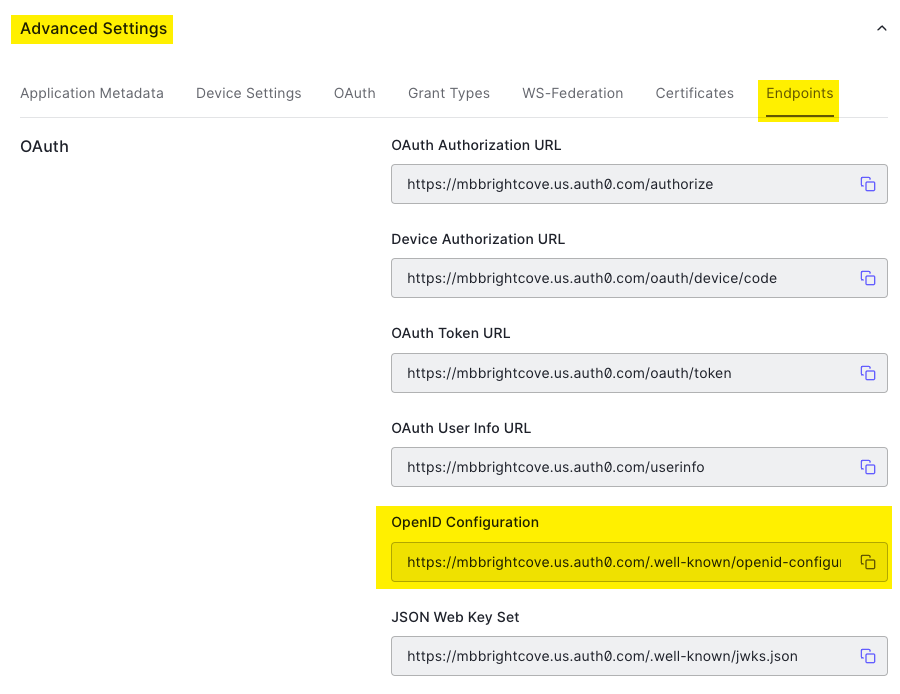 Advanced Settings
Application Metadata Device Settings OAuth Grant Types WS-Federation Certificates Endpoints
OAuth
OAuth Authorization URL
https://mbbrightcove.us.auth0.com/authorize
Device Authorization URL
https://mbbrightcove.us.auth0.com/oauth/device/code
OAuth Token URL
https://mbbrightcove.us.auth0.com/oauth/token
OAuth User Info URL
https://mbbrightcove.us.auth0.com/userinfo
OpenID Configuration
https://mbbrightcove.us.auth0.com/.well-known/openid-configu
JSON Web Key Set
https://mbbrightcove.us.auth0.com/.well-known/jwks.json